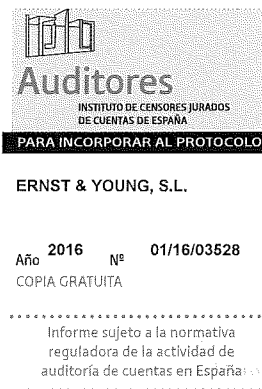 Auditores
INSTITUTO DE CENSORES JURADOS
DE CUENTAS DE ESPAÑA
PARA INCORPORAR AL PROTOCOLO
ERNST & YOUNG, S.L.
Año 2016 Nº 01/16/03528
COPIA GRATUITA
Informe sujeto a la normativa
reguladora de la actividad de
auditoría de cuentas en España